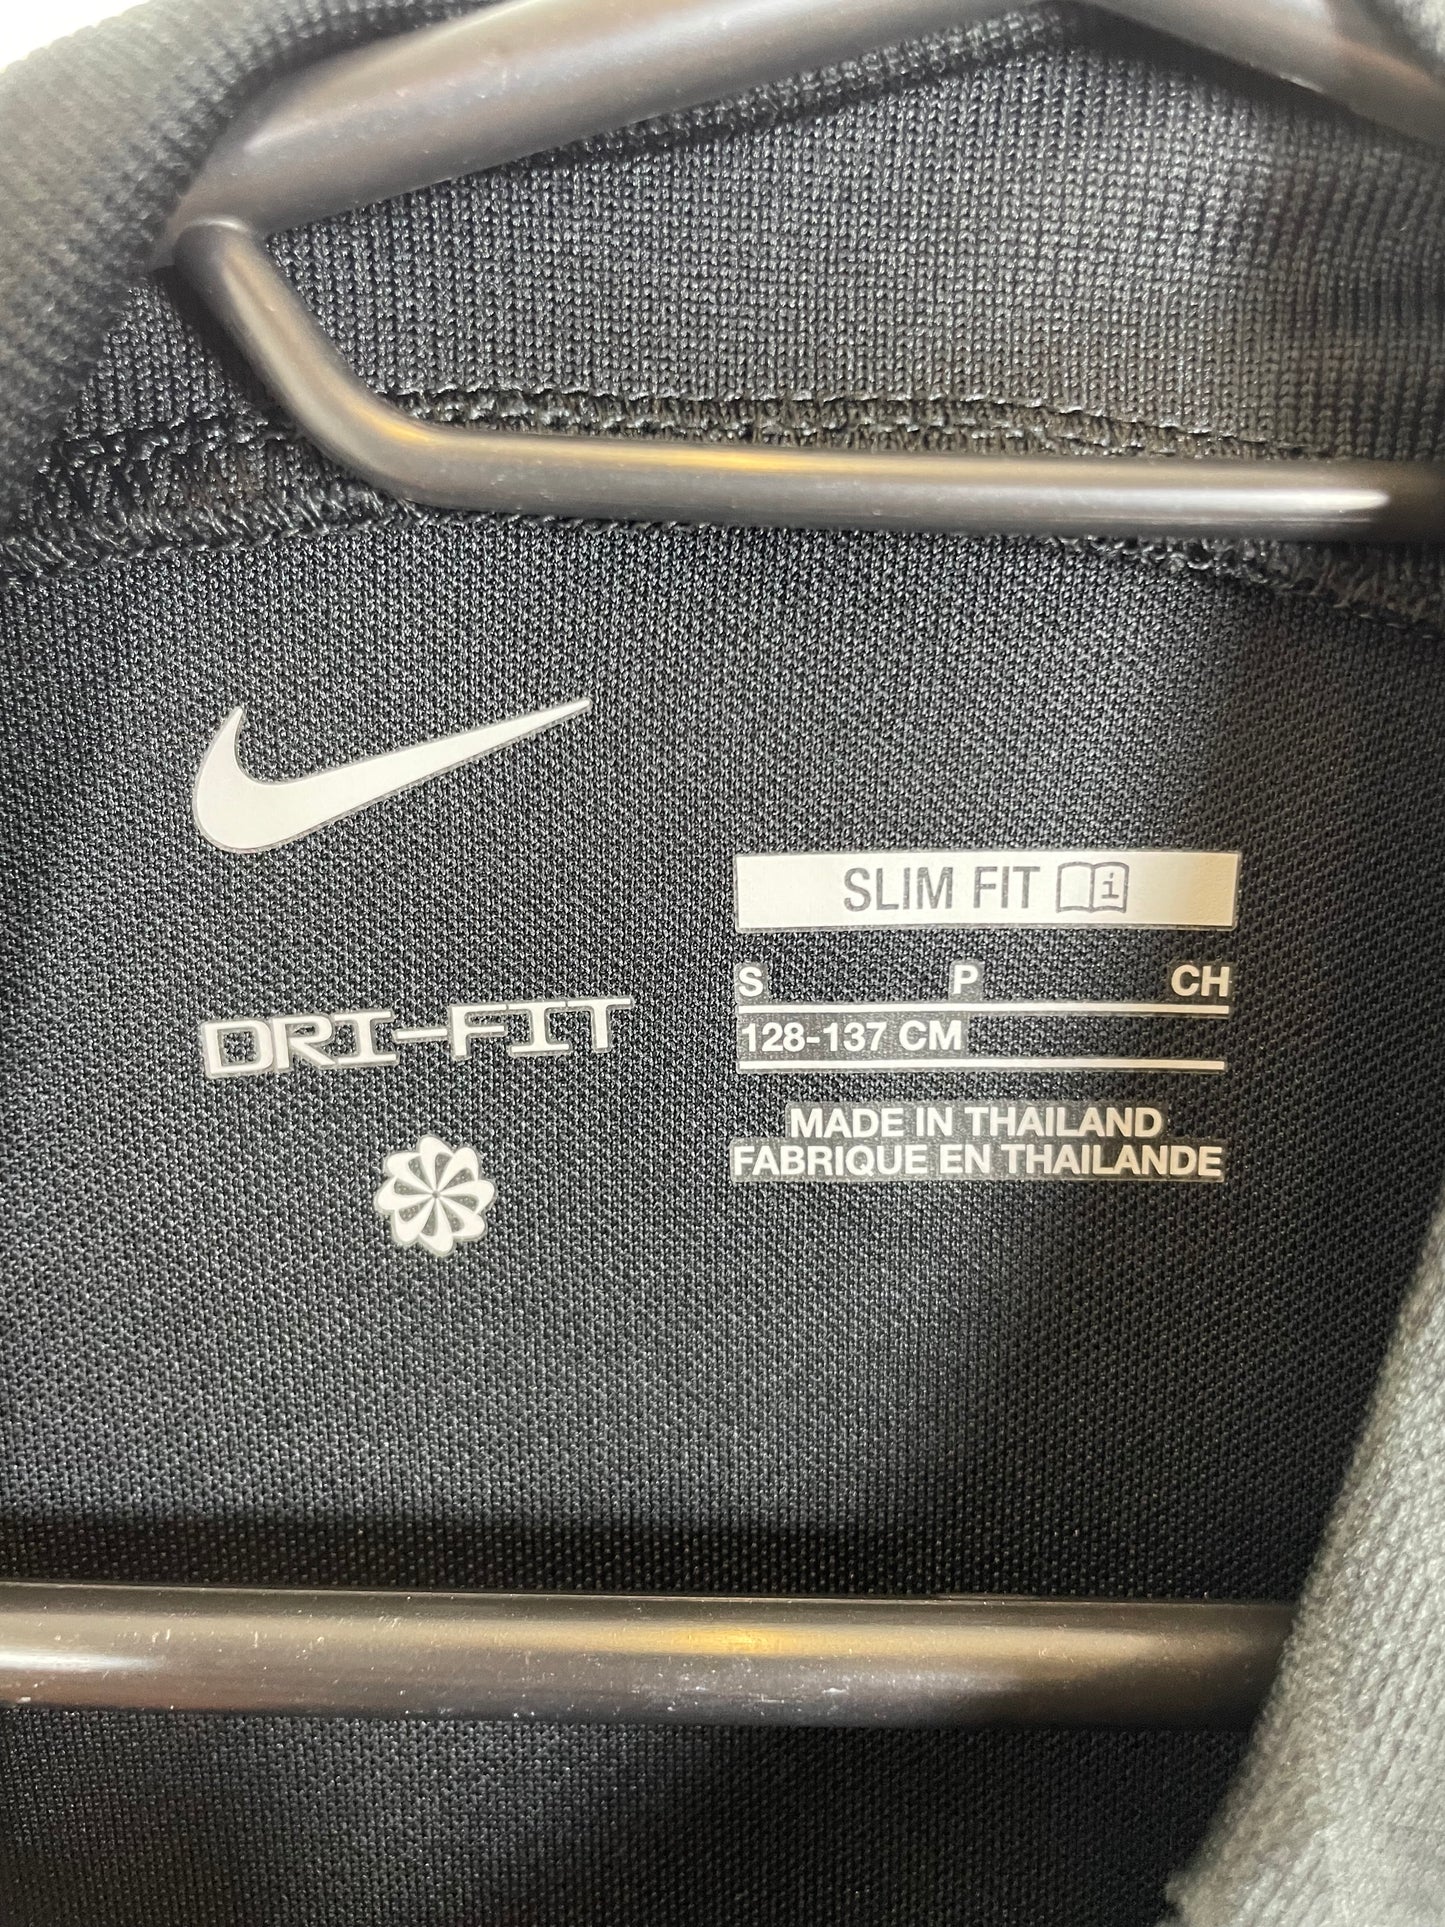 SLIM FIT i
S P CH
128-137 CM
MADE IN THAILAND
FABRIQUE EN THAILANDE
DRI-FIT